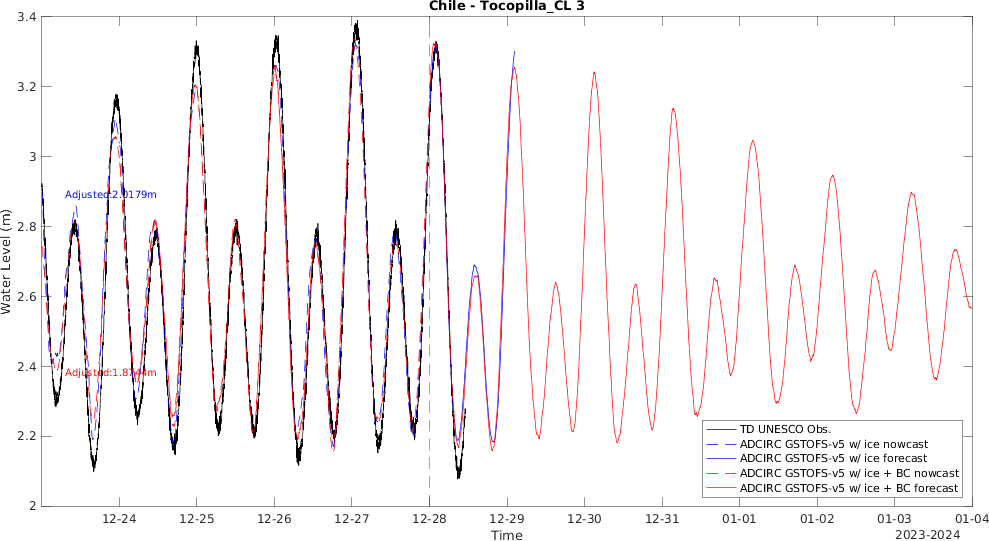 Chile - Tocopilla_CL 3
3.4
3.2
3
2.8
2.6
2.4
2.2
2
Water Level (m)
Adjusted:2.0179m
Adjusted:1.8744m
TD UNESCO Obs.
ADCIRC GSTOFS-v5 w/ ice nowcast
ADCIRC GSTOFS-v5 w/ ice forecast
ADCIRC GSTOFS-v5 w/ ice + BC nowcast
ADCIRC GSTOFS-v5 w/ ice + BC forecast
12-24 12-25 12-26 12-27 12-28 12-29 12-30 12-31 01-01 01-02 01-03 01-04
Time
2023-2024